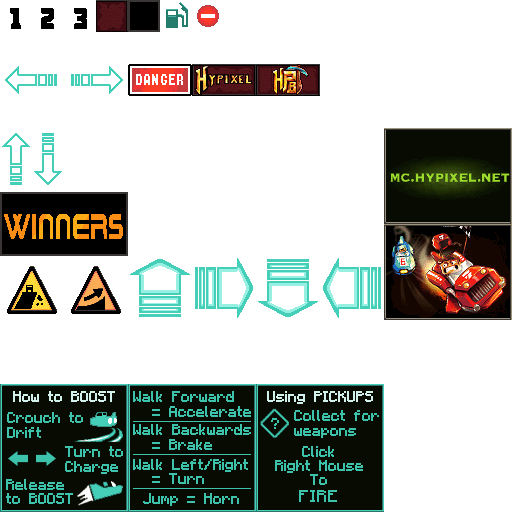 1 2 3
DANGER HYPIXEL HPB
MC.HYPIXEL.NET
WINNERS
6
How to BOOST
Crouch to
Drift
Turn to
Charge
Release
to BOOST
Walk Forward
= Accelerate
Walk Backwards
= Brake
Walk Left/Right
= Turn
Jump = Horn
Using PICKUPS
? Collect for
weapons
Click
Right Mouse
To
FIRE